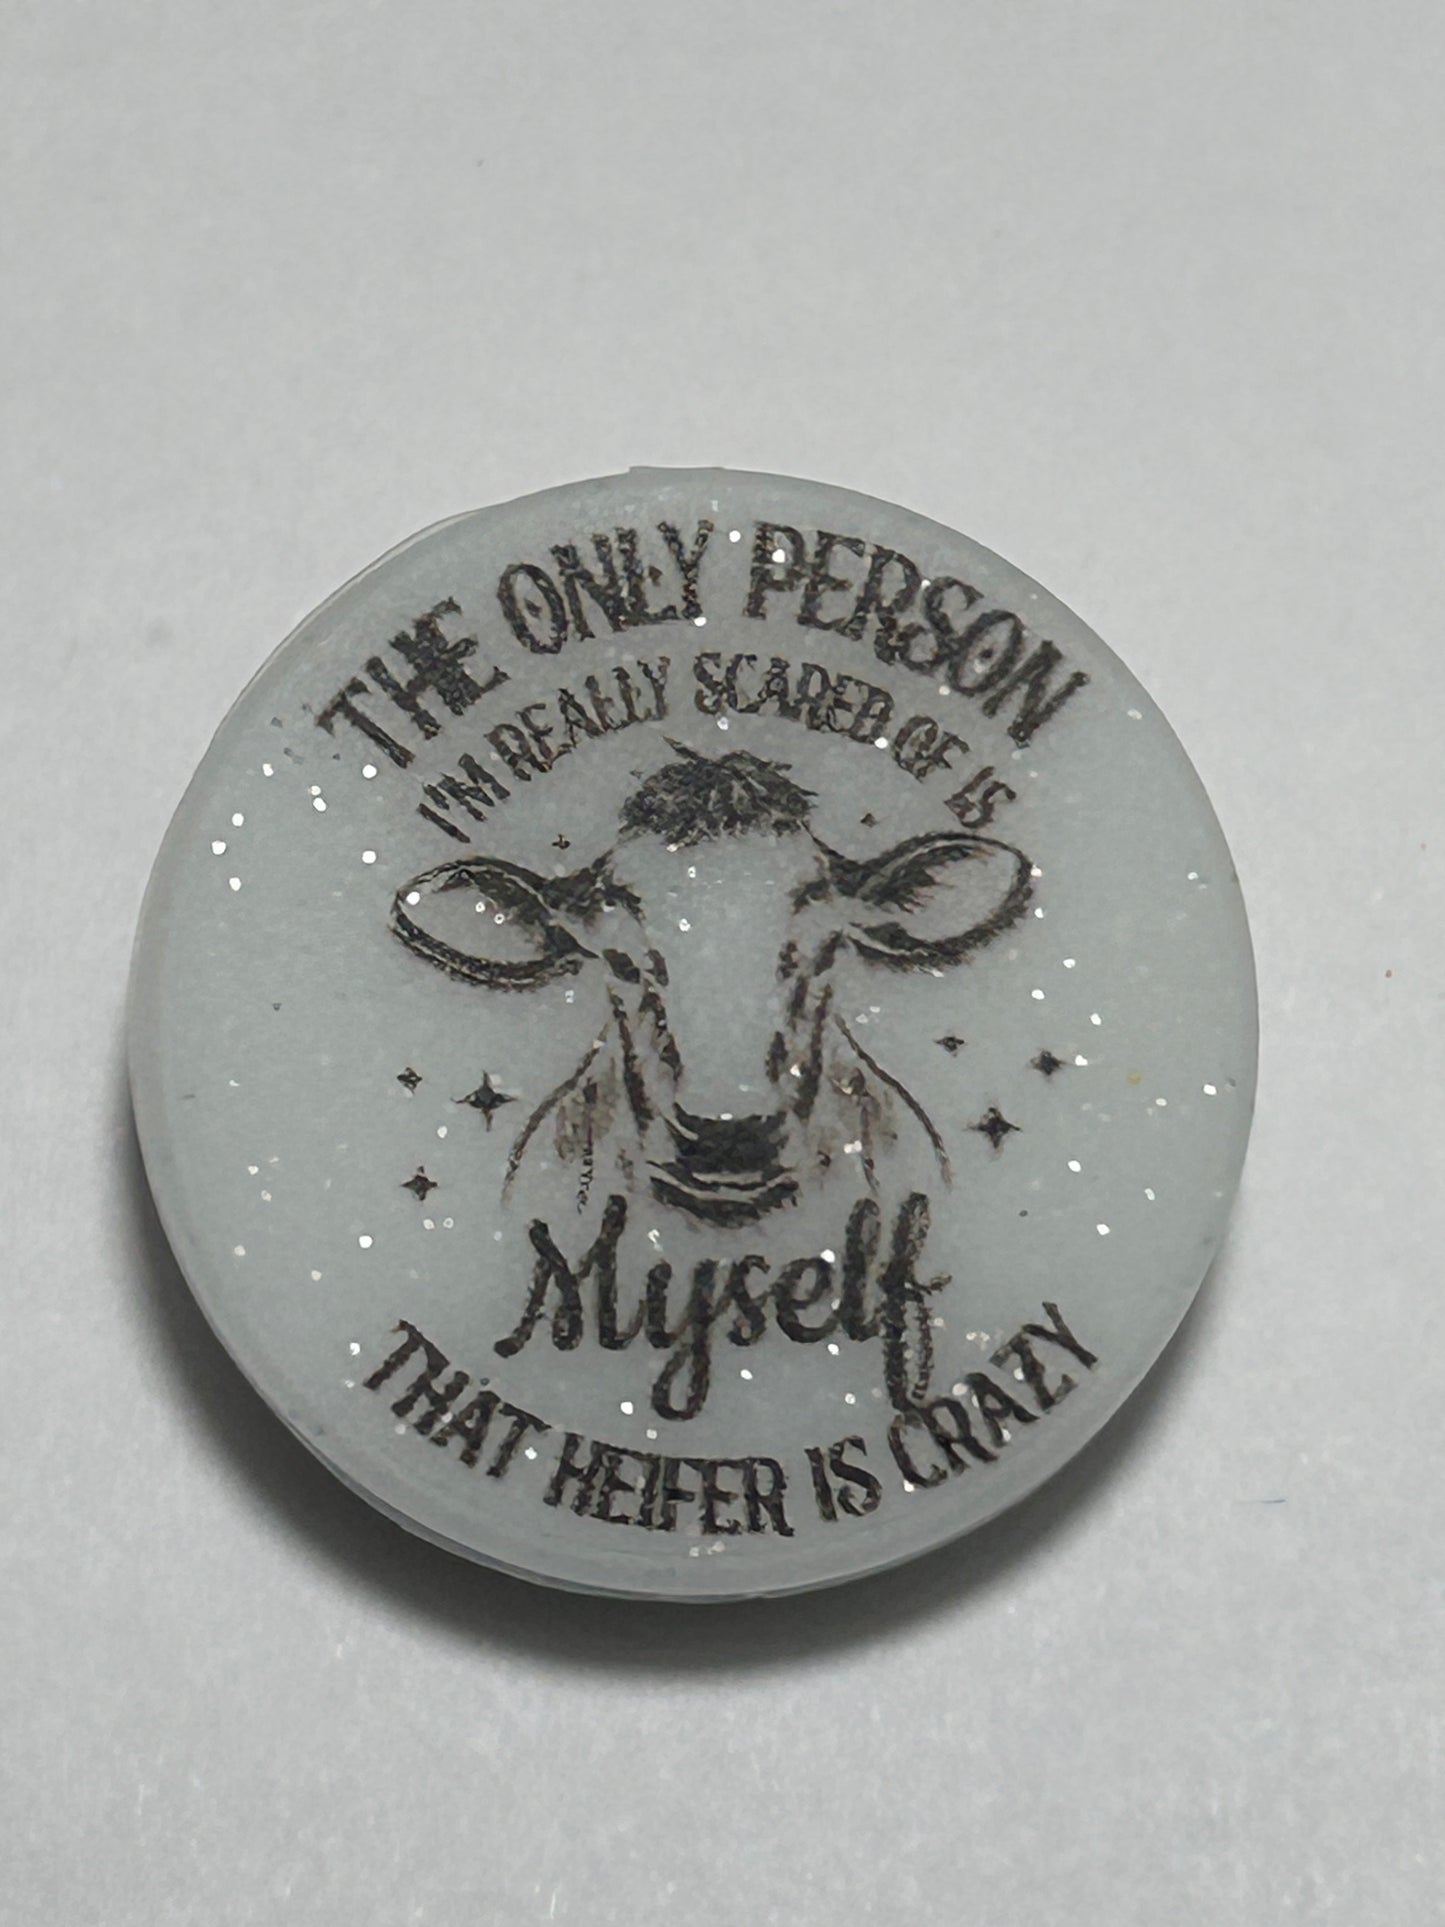 THE ONLY PERSON
I'M REALLY SCARED OF IS
Myself
THAT HEIFER IS CRAZY